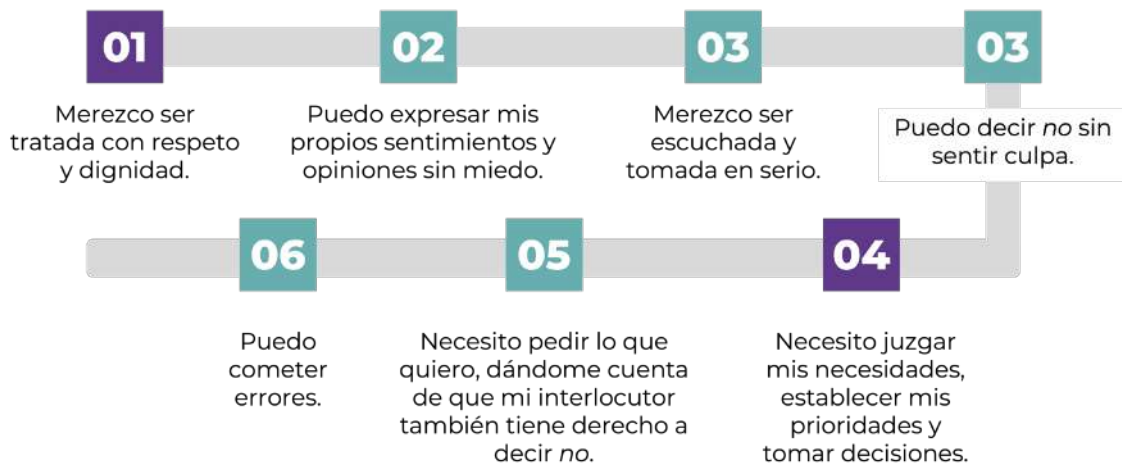 01
Merezco ser
tratada con respeto
y dignidad.
02
Puedo expresar mis
propios sentimientos y
opiniones sin miedo.
03
Merezco ser
escuchada y
tomada en serio.
03
Puedo decir no sin
sentir culpa.
04
Necesito juzgar
mis necesidades,
establecer mis
prioridades y
tomar decisiones.
05
Necesito pedir lo que
quiero, dándome cuenta
de que mi interlocutor
también tiene derecho a
decir no.
06
Puedo
cometer
errores.